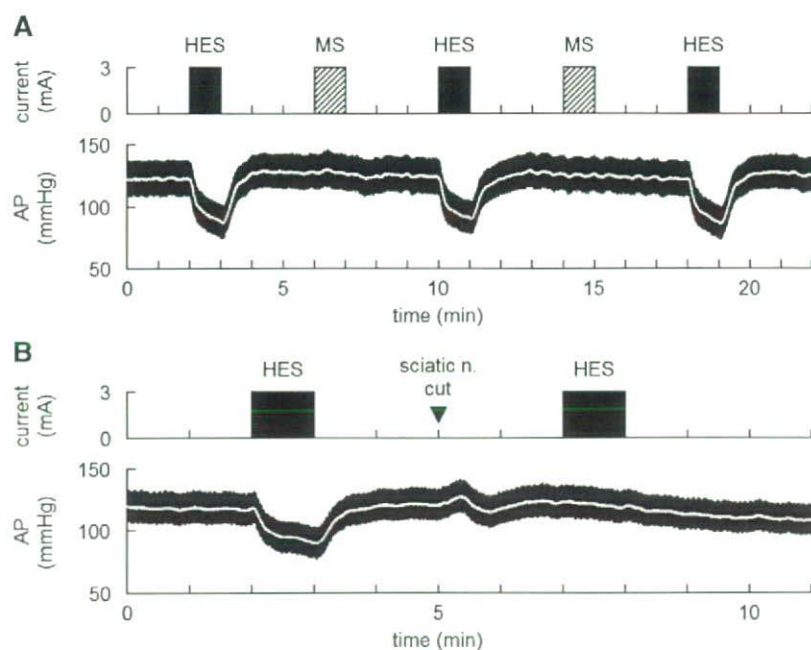 A
HES MS HES MS HES
current (mA)
3
0
AP (mmHg)
150
100
50
0 5 10 15 20
time (min)
B
HES sciatic n. cut HES
current (mA)
3
0
AP (mmHg)
150
100
50
0 5 10
time (min)